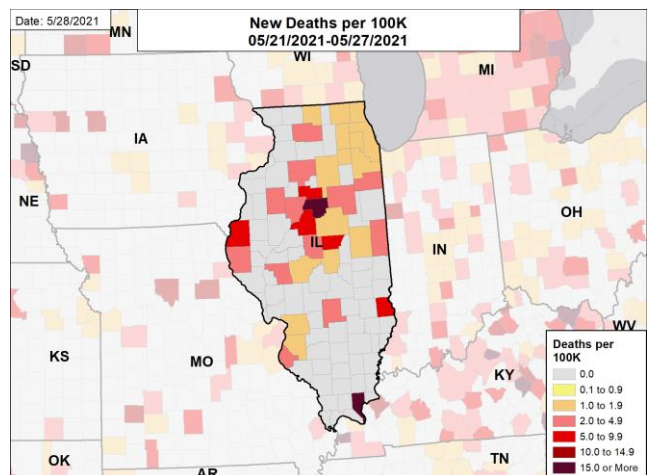 Date: 5/28/2021
New Deaths per 100K
05/21/2021-05/27/2021
MN
SD
WI
MI
IA
NE
IL
IN
OH
WV
KS
MO
KY
OK
AR
TN
Deaths per
100K
0.0
0.1 to 0.9
1.0 to 1.9
2.0 to 4.9
5.0 to 9.9
10.0 to 14.9
15.0 or More